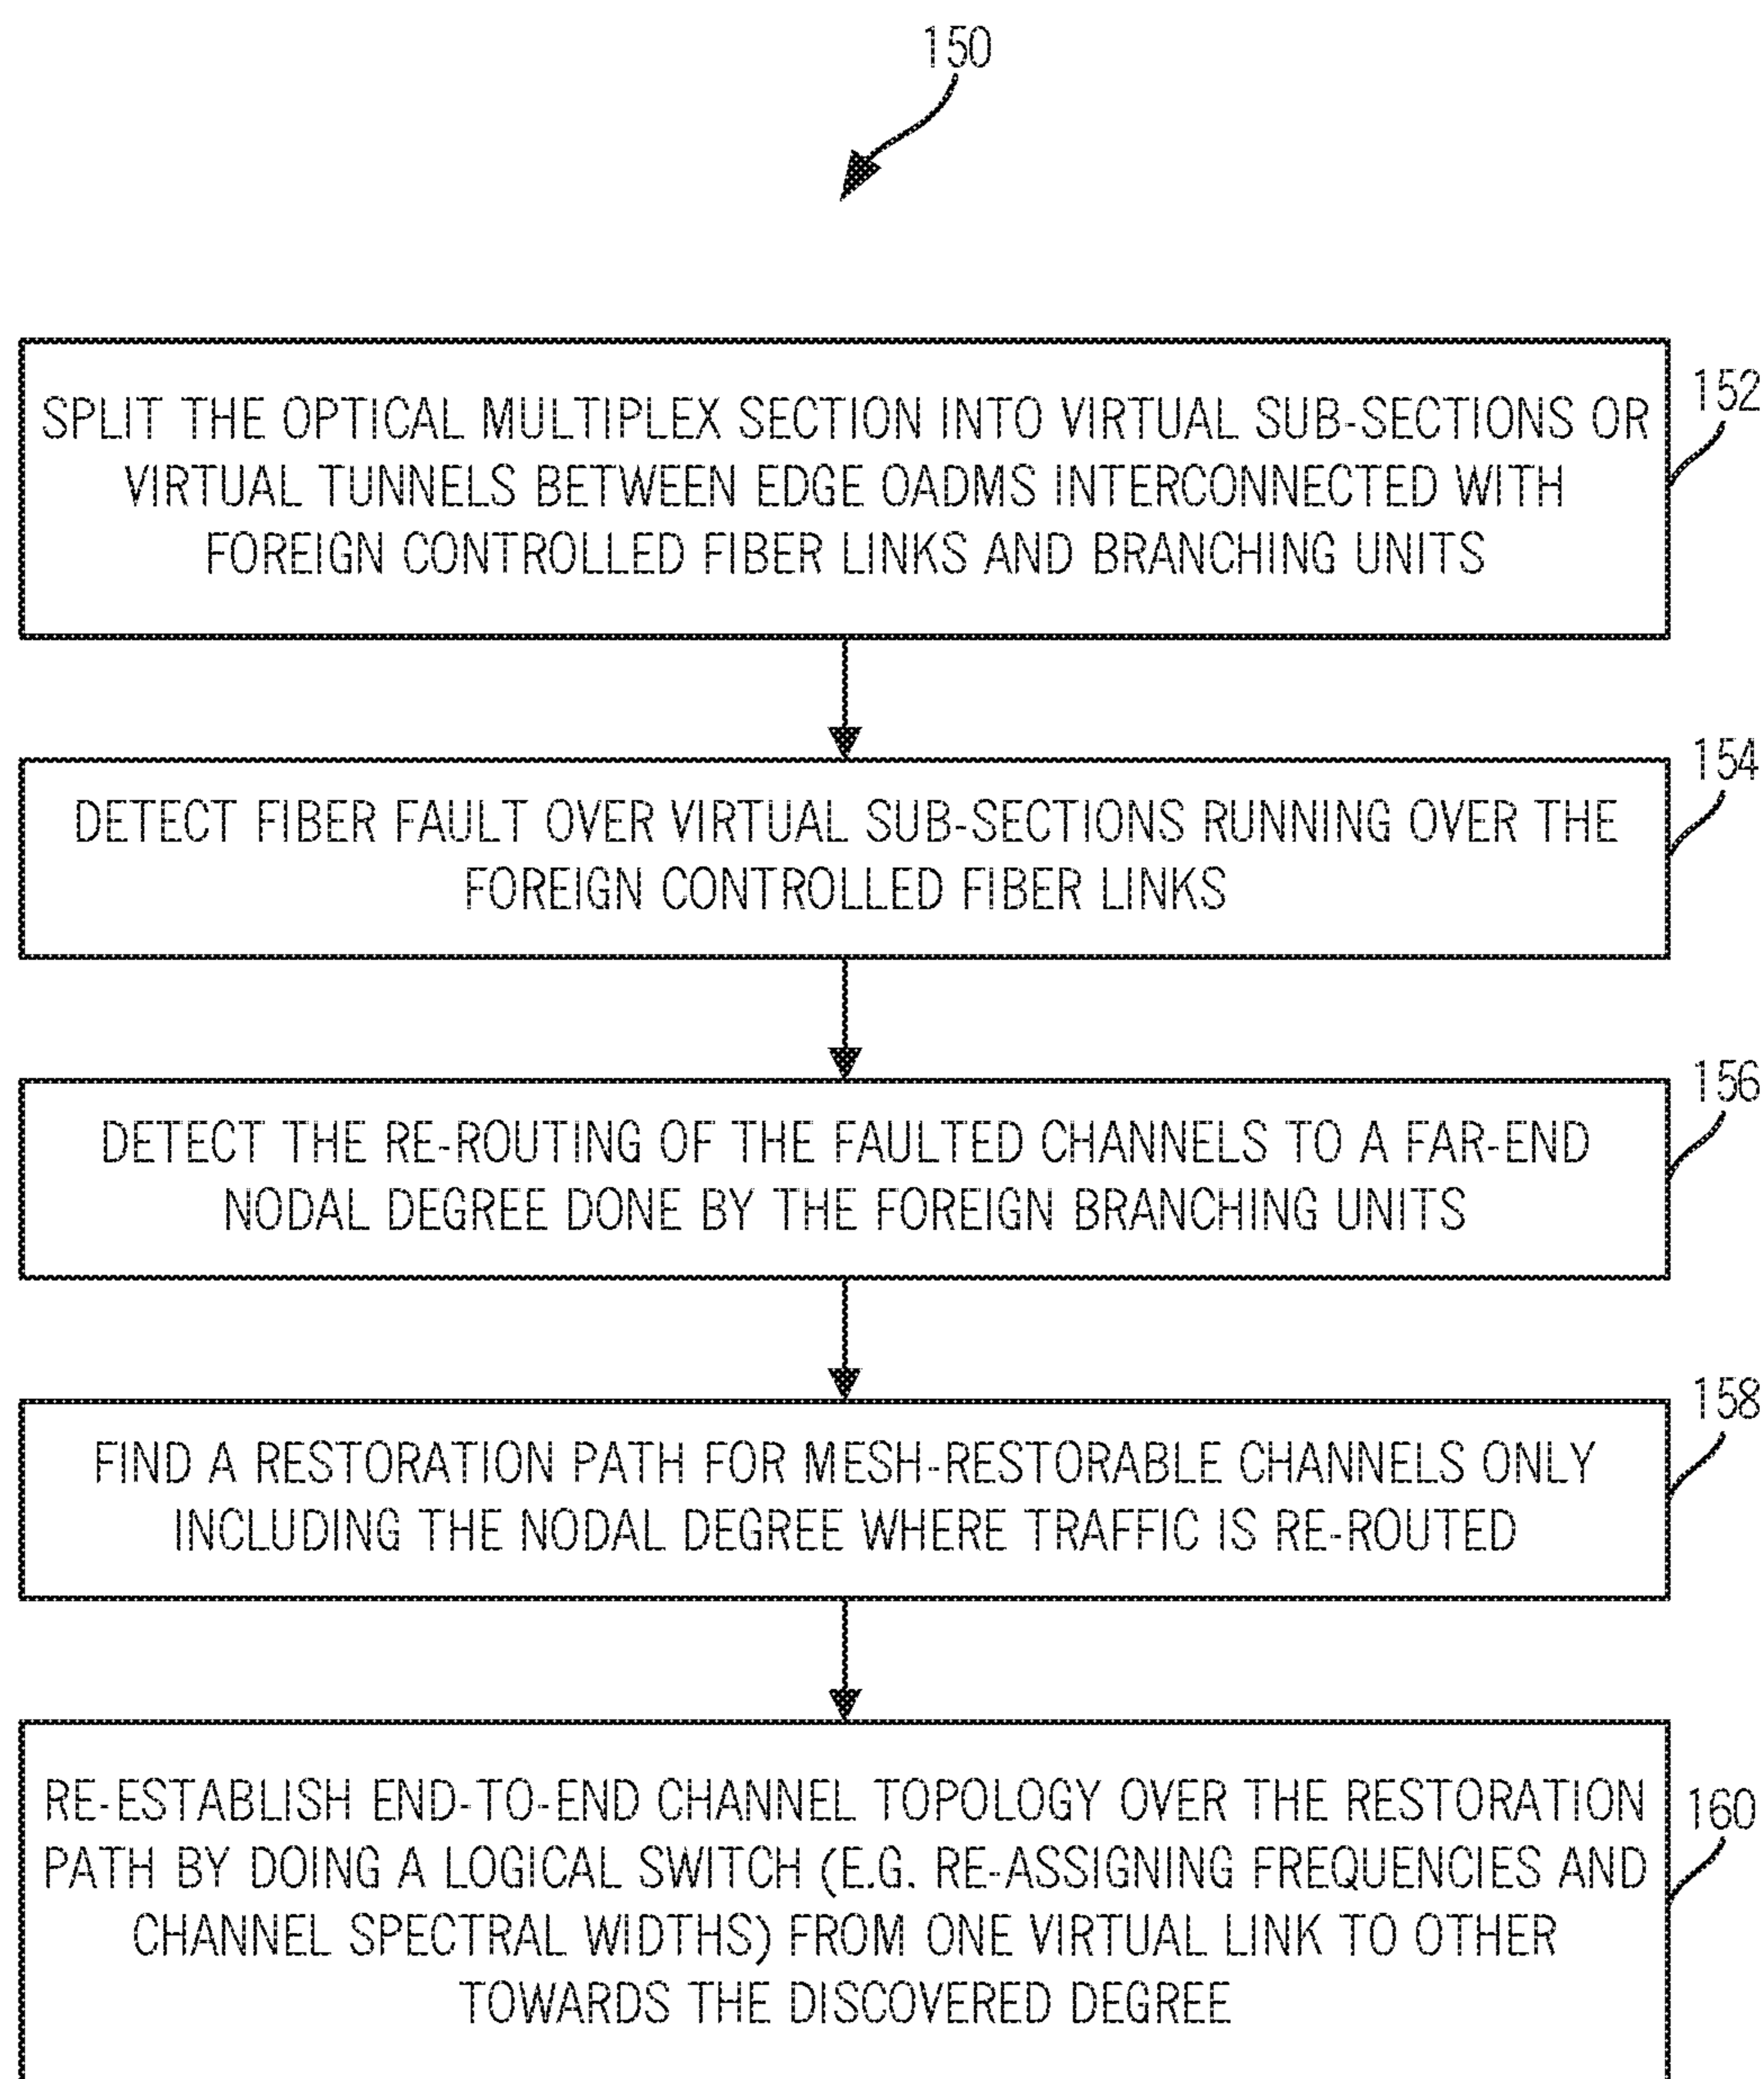 150
SPLIT THE OPTICAL MULTIPLEX SECTION INTO VIRTUAL SUB-SECTIONS OR
VIRTUAL TUNNELS BETWEEN EDGE OADMS INTERCONNECTED WITH
FOREIGN CONTROLLED FIBER LINKS AND BRANCHING UNITS
152
DETECT FIBER FAULT OVER VIRTUAL SUB-SECTIONS RUNNING OVER THE
FOREIGN CONTROLLED FIBER LINKS
154
DETECT THE RE-ROUTING OF THE FAULTED CHANNELS TO A FAR-END
NODAL DEGREE DONE BY THE FOREIGN BRANCHING UNITS
156
FIND A RESTORATION PATH FOR MESH-RESTORABLE CHANNELS ONLY
INCLUDING THE NODAL DEGREE WHERE TRAFFIC IS RE-ROUTED
158
RE-ESTABLISH END-TO-END CHANNEL TOPOLOGY OVER THE RESTORATION
PATH BY DOING A LOGICAL SWITCH (E.G. RE-ASSIGNING FREQUENCIES AND
CHANNEL SPECTRAL WIDTHS) FROM ONE VIRTUAL LINK TO OTHER
TOWARDS THE DISCOVERED DEGREE
160